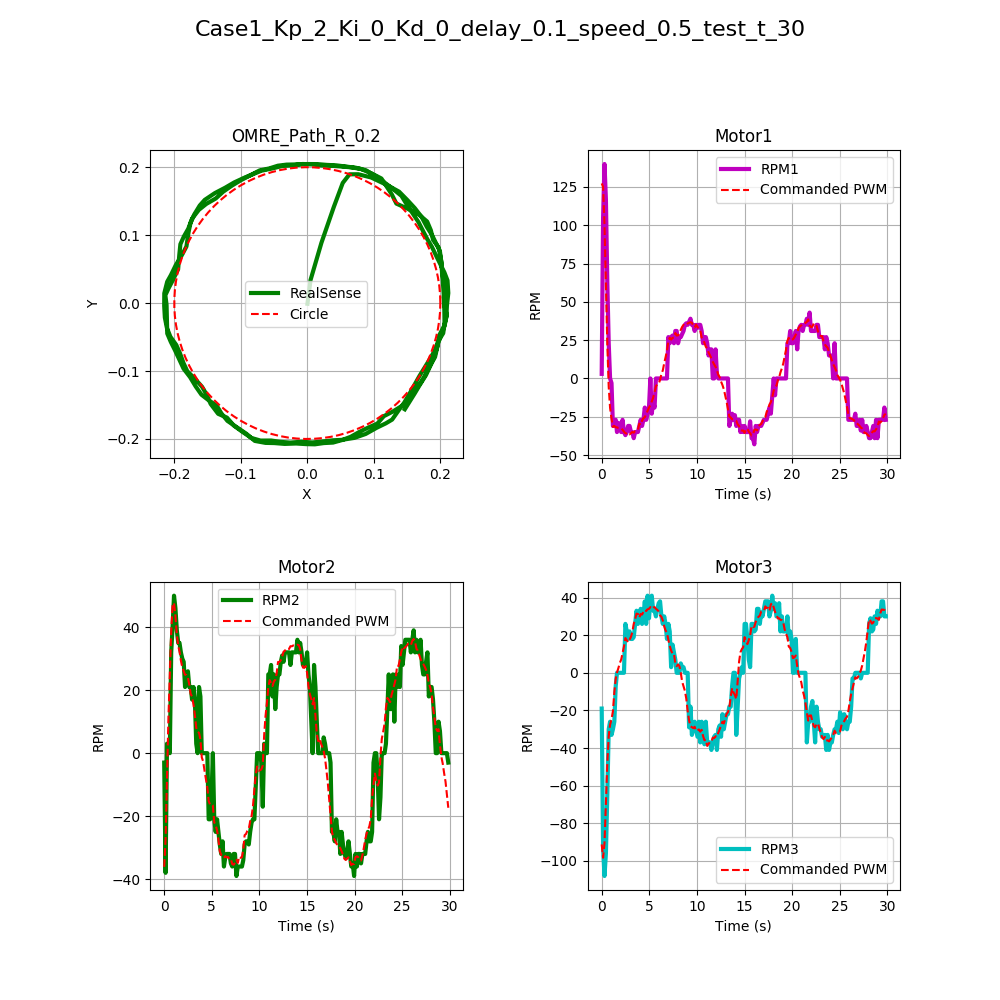 Case1_Kp_2_Ki_0_Kd_0_delay_0.1_speed_0.5_test_t_30
OMRE_Path_R_0.2
0.2
0.1
0.0
−0.1
−0.2
Y
−0.2
−0.1
0.0
0.1
0.2
X
RealSense
Circle
Motor1
125
100
75
50
25
0
−25
−50
RPM
0
5
10
15
20
25
30
Time (s)
RPM1
Commanded PWM
Motor2
40
20
0
−20
−40
RPM
0
5
10
15
20
25
30
Time (s)
RPM2
Commanded PWM
Motor3
40
20
0
−20
−40
−60
−80
−100
RPM
0
5
10
15
20
25
30
Time (s)
RPM3
Commanded PWM